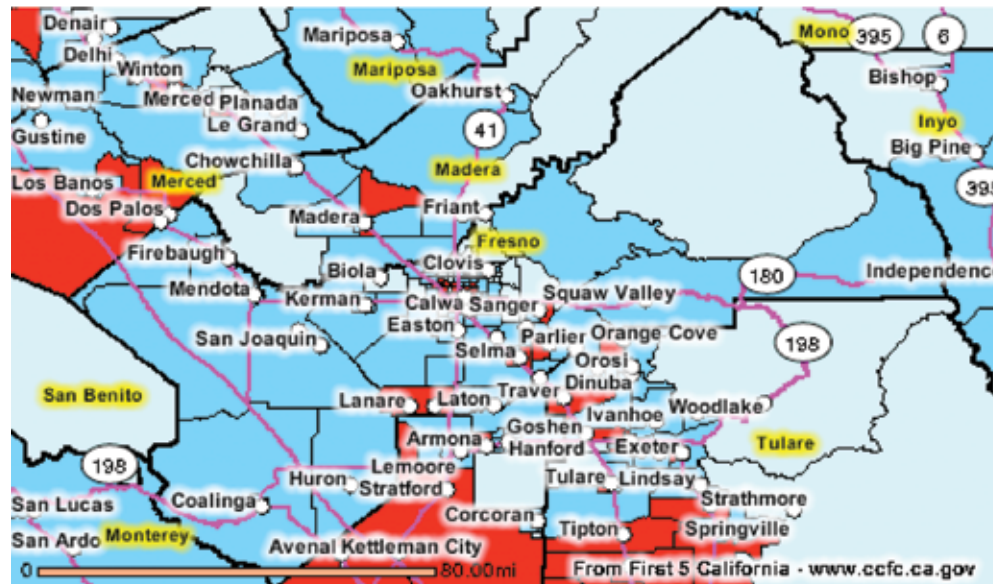 Denair
Mariposa
Mono 395 6
Delhi
Winton
Mariposa
Bishop
Newman
Merced Planada
Oakhurst
Le Grand
41
Inyo
Gustine
Chowchilla
Madera
Big Pine
Los Banos
Merced
395
Dos Palos
Madera
Friant
Firebaugh
Fresno
Biola
Clovis
180
Independence
Mendota
Kerman
Calwa Sanger
Squaw Valley
Easton
Parlier
Orange Cove
San Joaquin
Selma
Orosi
198
Traver
Dinuba
San Benito
Lanare
Laton
Ivanhoe
Woodlake
Goshen
Armona
Hanford
Exeter
Tulare
198
Lemoore
Huron
Stratford
Tulare
Lindsay
San Lucas
Coalinga
Strathmore
Corcoran
Tipton
Springville
San Ardo
Monterey
Avenal Kettleman City
0
80.00mi
From First 5 California - www.ccfc.ca.gov